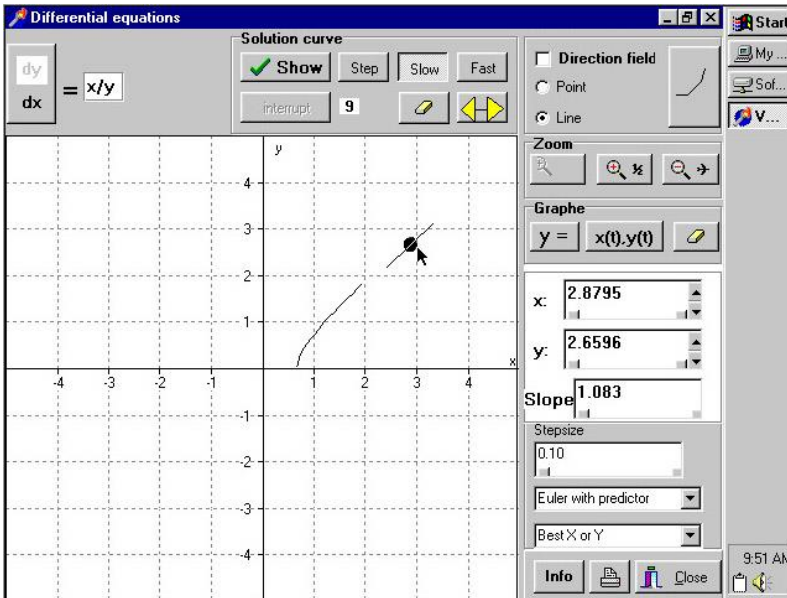 Differential equations
Start
Solution curve
dy
dx
= x/y
Show
Step
Slow
Fast
interrupt
9
Direction field
Point
Line
My ...
Sof...
V...
Zoom
½
Graphe
y =
x(t),y(t)
x: 2.8795
y: 2.6596
Slope 1.083
Stepsize
0.10
Euler with predictor
Best X or Y
Info
Close
9:51 AM
y
4
3
2
1
x
-4 -3 -2 -1 1 2 3 4
-1
-2
-3
-4